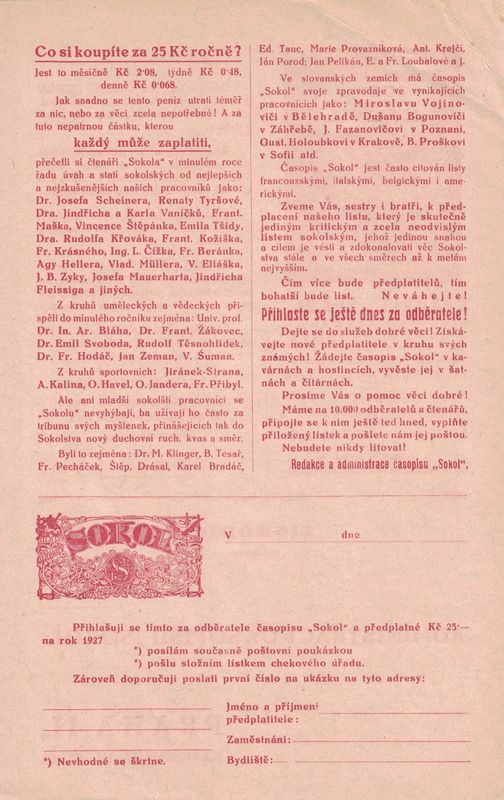 Co si koupíte za 25 Kč ročně?
Jest to měsíčně Kč 2·08, týdně Kč 0·48,
denně Kč 0·068.
Jak snadno se tento peníz utratí téměř
za nic, nebo za věci zcela nepotřebné! A za
tuto nepatrnou částku, kterou
každý může zaplatiti,
přečetli si čtenáři „Sokola“ v minulém roce
řadu úvah a statí sokolských od nejlepších
a nejzkušenějších našich pracovníků jako:
Dr. Josefa Scheinera, Renaty Tyršové,
Dra. Jindřicha a Karla Vaníčků, Frant.
Maška, Vincence Štěpánka, Emila Tšídy,
Dra. Rudolfa Křováka, Frant. Kožíška,
Fr. Krásného, Ing. L. Čížka, Fr. Beránka,
Agy Hellera, Vlad. Müllera, V. Eliáška,
J. B. Zyky, Josefa Mauerharta, Jindřicha
Fleissiga a jiných.
Z kruhů uměleckých a vědeckých při-
spěli do minulého ročníku zejména: Univ. prof.
Dr. In. Ar. Bláha, Dr. Frant. Žákovec,
Dr. Emil Svoboda, Rudolf Těsnohlídek,
Dr. Fr. Hodáč, Jan Zeman, V. Šuman.
Z kruhů sportovních: Jiránek-Strana,
A. Kalina, O. Havel, O. Jandera, Fr. Přibyl.
Ale ani mladší sokolští pracovníci se
„Sokolu“ nevyhýbají, ba užívají ho často za
tribunu svých myšlenek, přinášejících tak do
Sokolstva nový duchovní ruch, kvas a směr.
Byli to zejména: Dr. M. Klinger, B. Tesař,
Fr. Pecháček, Štěp. Drásal, Karel Bradáč,
Ed. Tauc, Marie Provazníková, Ant. Krejčí,
Ján Porod; Jan Pelikán, E. a Fr. Loubalové a j.
Ve slovanských zemích má časopis
„Sokol“ svoje zpravodaje ve vynikajících
pracovnících jako: Miroslavu Vojino-
viči v Bělehradě, Dušanu Bogunoviči
v Záhřebě, J. Fazanovičovi v Poznani,
Gust. Holoubkovi v Krakově, B. Proškovi
v Sofii atd.
Časopis „Sokol“ jest často citován listy
francouzskými, italskými, belgickými i ame-
rickými.
Zveme Vás, sestry i bratři, k před-
placení našeho listu, který je skutečně
jediným kritickým a zcela neodvislým
listem sokolským, jehož jedinou snahou
a cílem je vésti a zdokonalovati věc Sokol-
stva stále a ve všech směrech až k metám
nejvyšším.
Čím více bude předplatitelů, tím
bohatší bude list. Neváhejte!
Přihlaste se ještě dnes za odběratele!
Dejte se do služeb dobré věci! Získá-
vejte nové předplatitele v kruhu svých
známých! Žádejte časopis „Sokol“ v ka-
várnách a hostincích, vyvěste jej v šat-
nách a čítárnách.
Prosíme Vás o pomoc věci dobré!
Máme na 10.000 odběratelů a čtenářů,
připojte se k nim ještě ted hned, vyplňte
přiložený lístek a pošlete nám jej poštou.
Nebudete nikdy litovat!
Redakce a administrace časopisu „Sokol“.
SOKOL
V dne
Přihlašuji se tímto za odběratele časopisu „Sokol“ a předplatné Kč 25·—
na rok 1927
*) posílám současně poštovní poukázkou
*) pošlu složním lístkem chekového úřadu.
Zároveň doporučuji poslati první číslo na ukázku na tyto adresy:
Jméno a příjmení
předplatitele:
Zaměstnání:
*) Nevhodné se škrtne.
Bydliště: